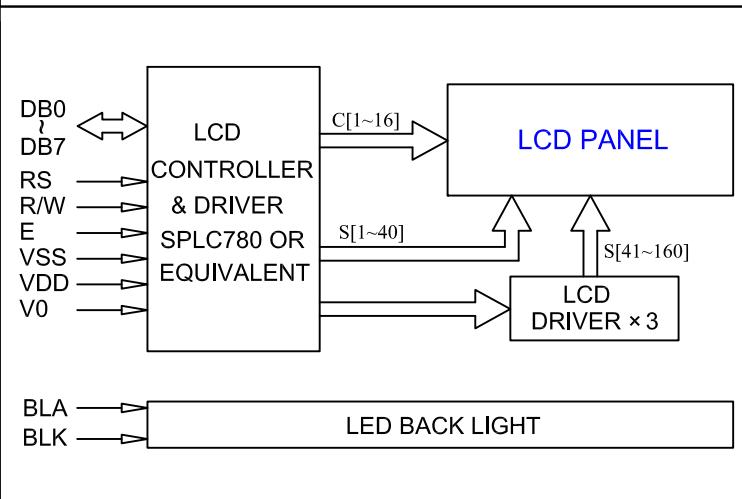 DB0
~
DB7
RS
R/W
E
VSS
VDD
V0
LCD
CONTROLLER
& DRIVER
SPLC780 OR
EQUIVALENT
C[1~16]
S[1~40]
LCD PANEL
S[41~160]
LCD
DRIVER × 3
BLA
BLK
LED BACK LIGHT